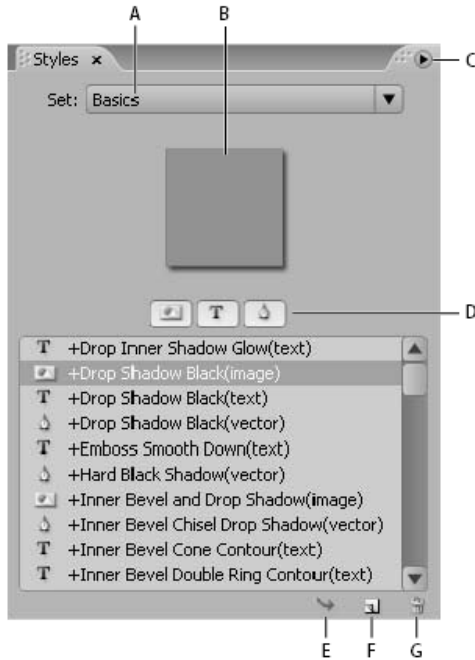 A B
Styles x
C
Set: Basics
D
T
T +Drop Inner Shadow Glow(text)
+Drop Shadow Black(image)
T +Drop Shadow Black(text)
+Drop Shadow Black(vector)
T +Emboss Smooth Down(text)
+Hard Black Shadow(vector)
+Inner Bevel and Drop Shadow(image)
+Inner Bevel Chisel Drop Shadow(vector)
T +Inner Bevel Cone Contour(text)
T +Inner Bevel Double Ring Contour(text)
E F G